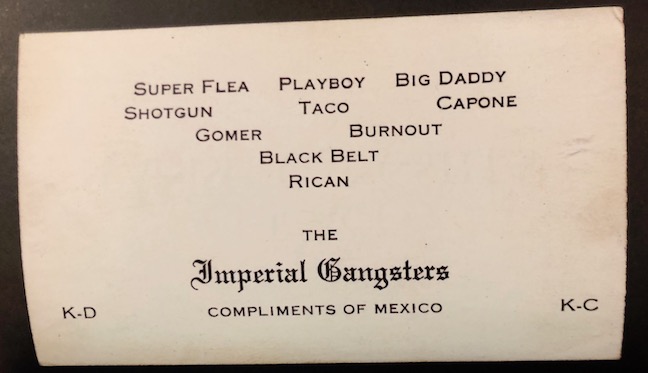 SUPER FLEA PLAYBOY BIG DADDY
SHOTGUN TACO CAPONE
GOMER BURNOUT
BLACK BELT
RICAN
THE
Imperial Gangsters
K-D COMPLIMENTS OF MEXICO K-C